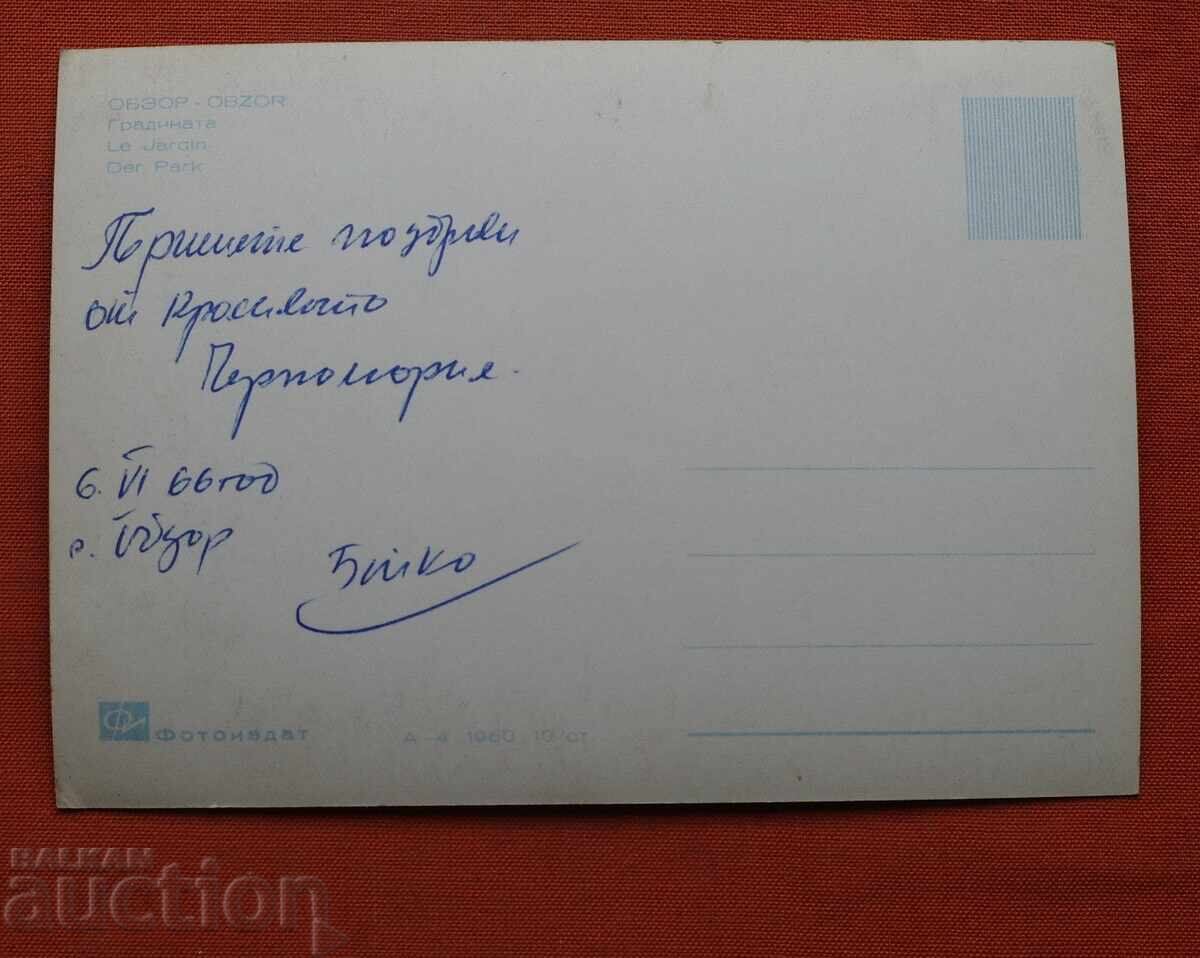 ОБЗОР - OBZOR
Градината
Le Jardin
Der Park
поздрави
от красивото
Черноморие.
6. VI 66 год
с. Обзор
Бойко
Фотоиздат
А-4 1960 10 ст
BALKAN
auction